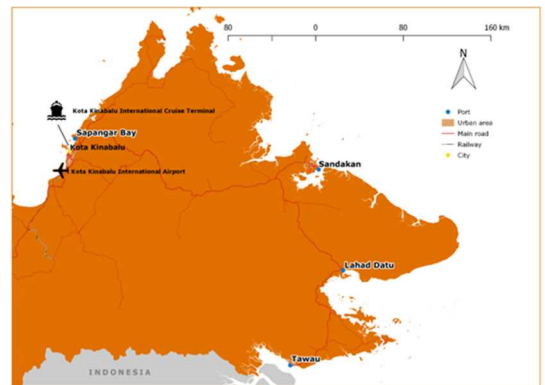 80 0 80 160 km
N
Kota Kinabalu International Cruise Terminal
Sapangar Bay
Kota Kinabalu
Kota Kinabalu International Airport
Port
Urban area
Main road
Railway
City
Sandakan
Lahad Datu
Tawau
INDONESIA